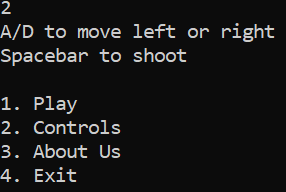 2
A/D to move left or right
Spacebar to shoot
1. Play
2. Controls
3. About Us
4. Exit